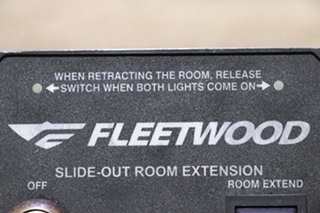 WHEN RETRACTING THE ROOM, RELEASE
←SWITCH WHEN BOTH LIGHTS COME ON→
FLEETWOOD
SLIDE-OUT ROOM EXTENSION
OFF ROOM EXTEND